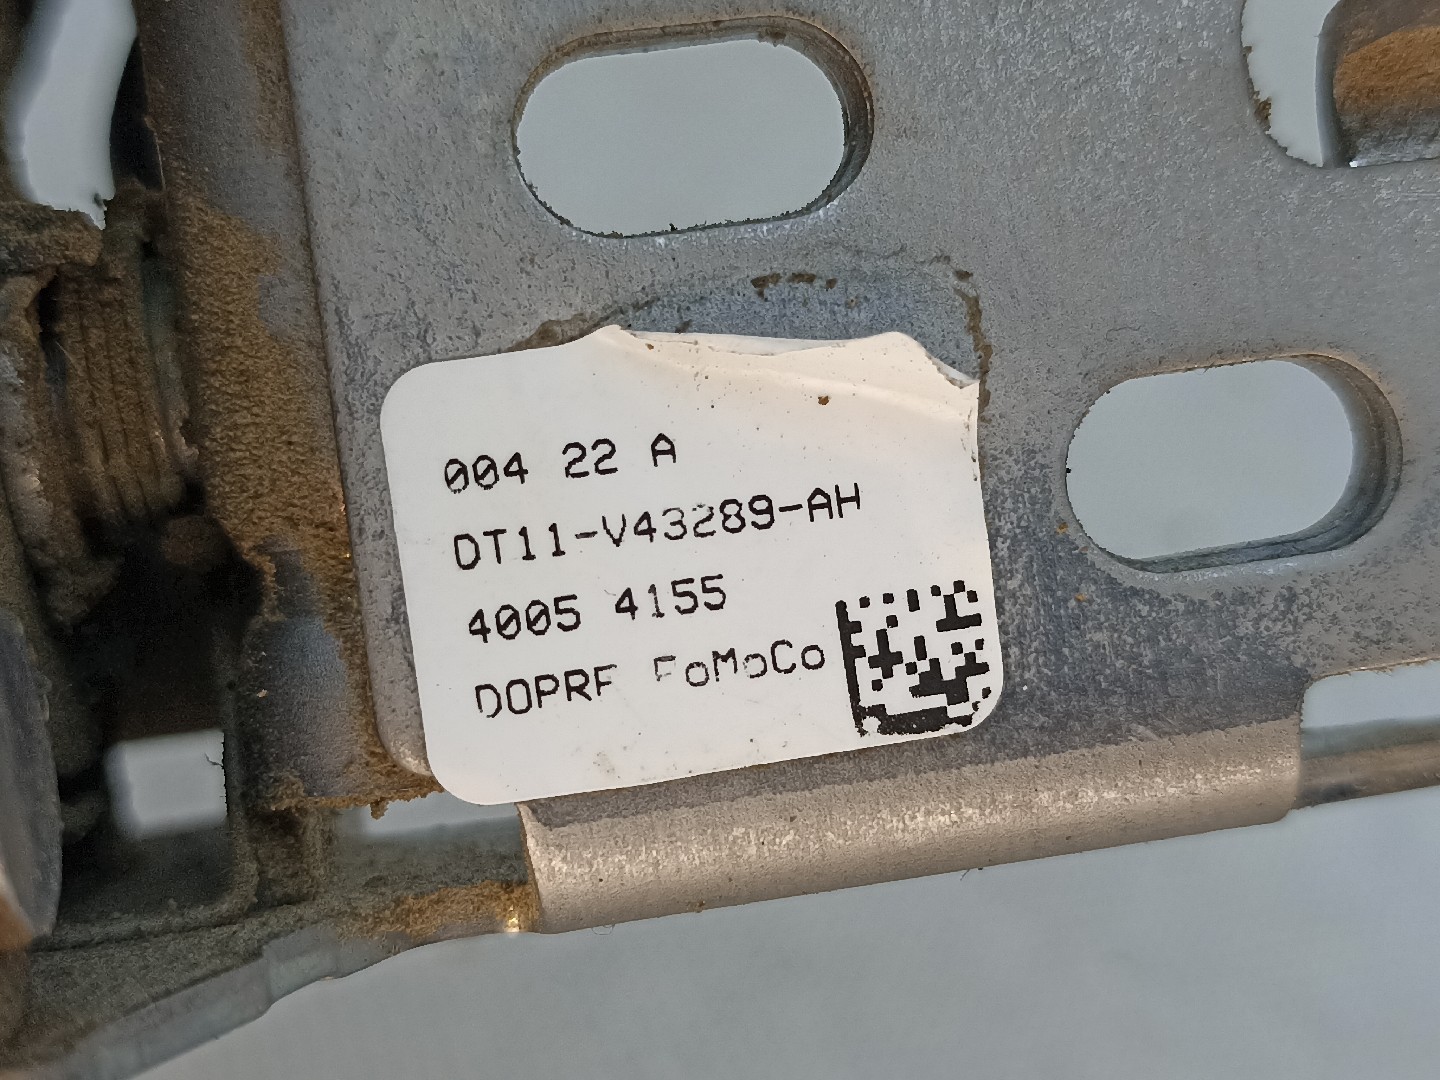 004 22 A
DT11-V43289-AH
4005 4155
DOPRF FoMoCo